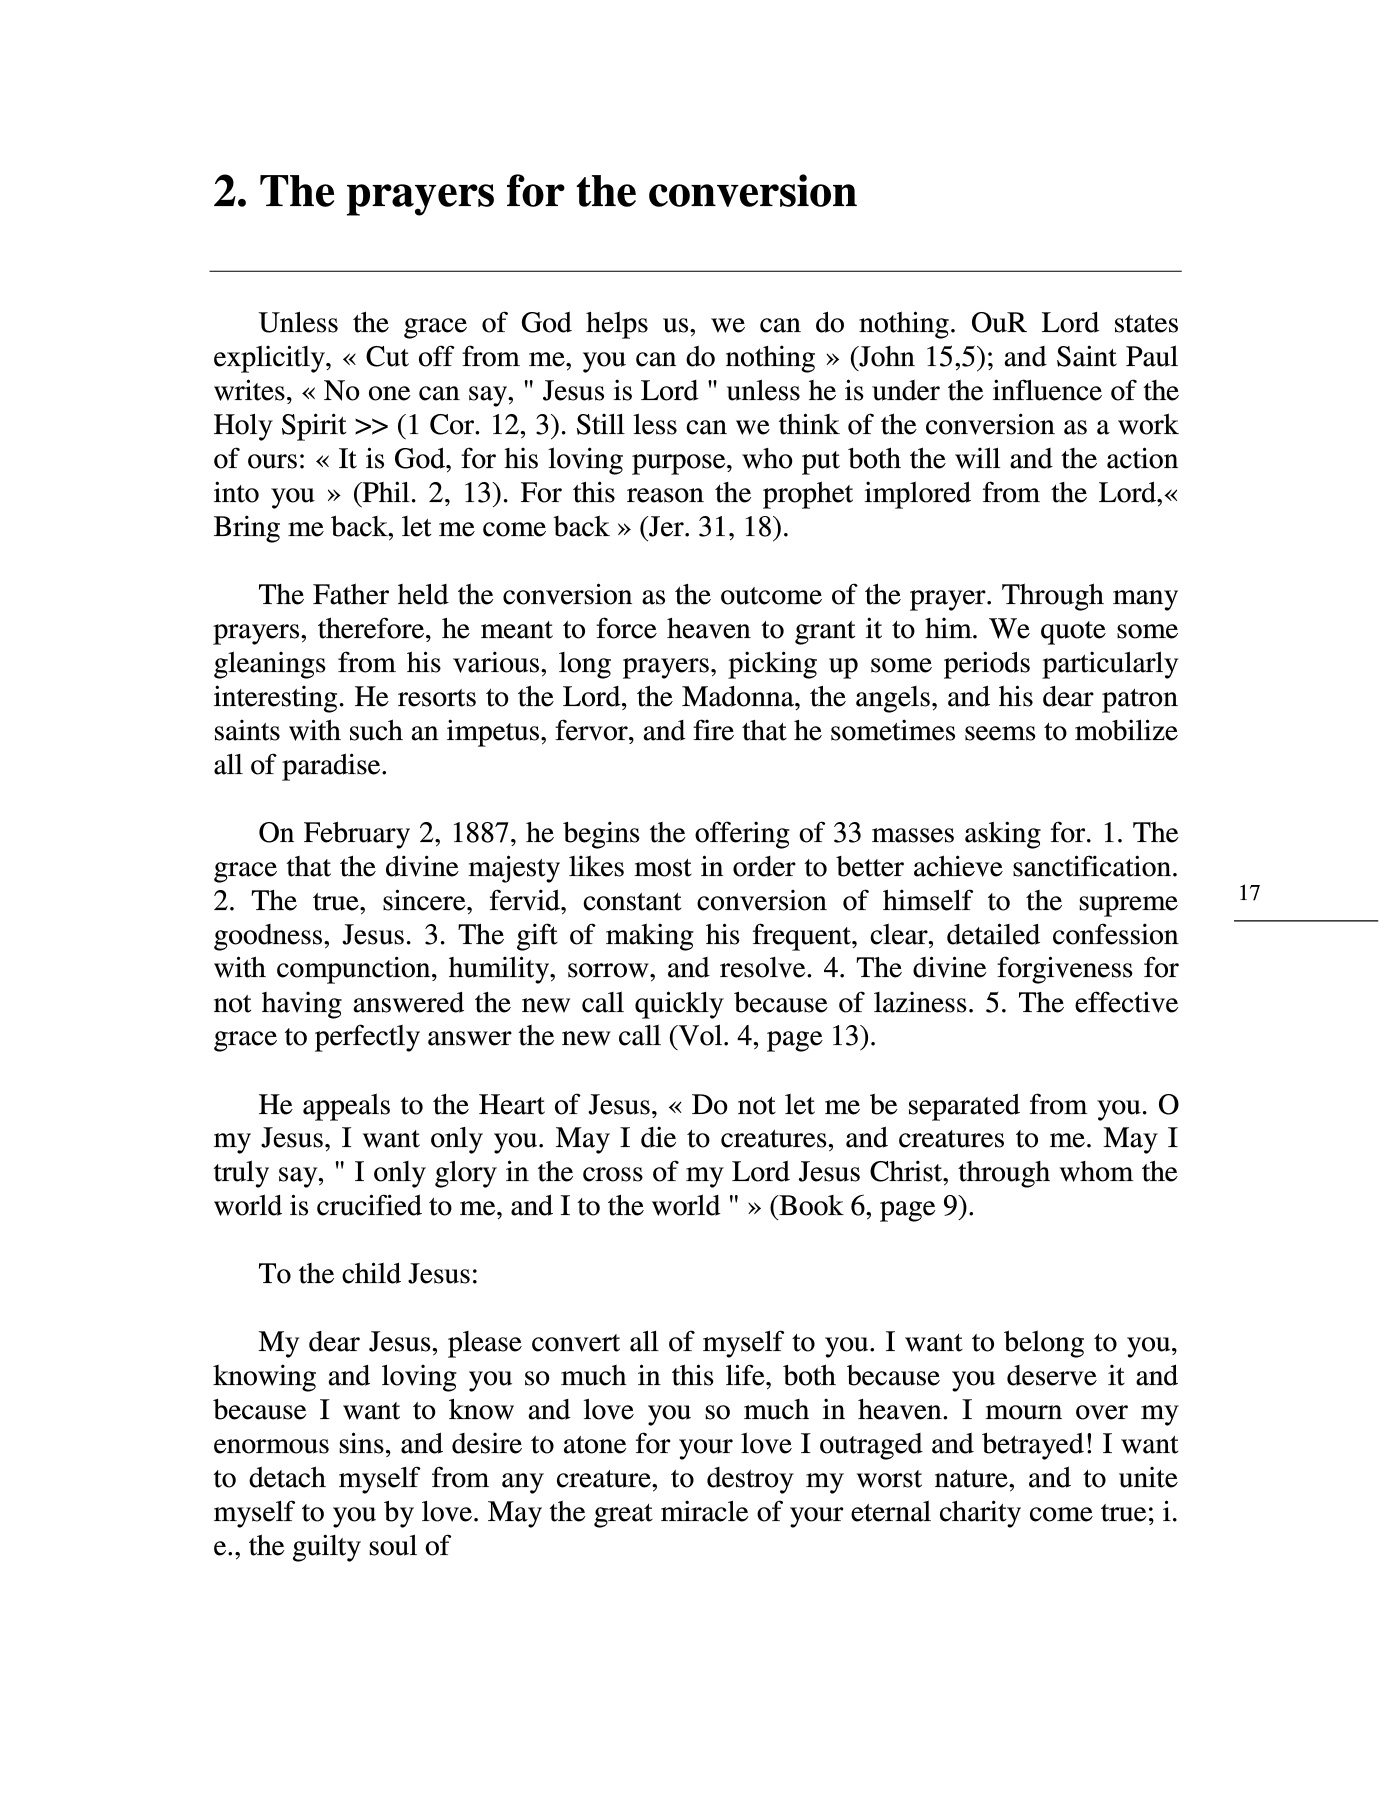 2. The prayers for the conversion
Unless the grace of God helps us, we can do nothing. OuR Lord states
explicitly, « Cut off from me, you can do nothing » (John 15,5); and Saint Paul
writes, « No one can say, " Jesus is Lord " unless he is under the influence of the
Holy Spirit >> (1 Cor. 12, 3). Still less can we think of the conversion as a work
of ours: « It is God, for his loving purpose, who put both the will and the action
into you » (Phil. 2, 13). For this reason the prophet implored from the Lord,«
Bring me back, let me come back » (Jer. 31, 18).
The Father held the conversion as the outcome of the prayer. Through many
prayers, therefore, he meant to force heaven to grant it to him. We quote some
gleanings from his various, long prayers, picking up some periods particularly
interesting. He resorts to the Lord, the Madonna, the angels, and his dear patron
saints with such an impetus, fervor, and fire that he sometimes seems to mobilize
all of paradise.
On February 2, 1887, he begins the offering of 33 masses asking for. 1. The
grace that the divine majesty likes most in order to better achieve sanctification.
2. The true, sincere, fervid, constant conversion of himself to the supreme
goodness, Jesus. 3. The gift of making his frequent, clear, detailed confession
with compunction, humility, sorrow, and resolve. 4. The divine forgiveness for
not having answered the new call quickly because of laziness. 5. The effective
grace to perfectly answer the new call (Vol. 4, page 13).
17
He appeals to the Heart of Jesus, « Do not let me be separated from you. O
my Jesus, I want only you. May I die to creatures, and creatures to me. May I
truly say, " I only glory in the cross of my Lord Jesus Christ, through whom the
world is crucified to me, and I to the world " » (Book 6, page 9).
To the child Jesus:
My dear Jesus, please convert all of myself to you. I want to belong to you,
knowing and loving you so much in this life, both because you deserve it and
because I want to know and love you so much in heaven. I mourn over my
enormous sins, and desire to atone for your love I outraged and betrayed! I want
to detach myself from any creature, to destroy my worst nature, and to unite
myself to you by love. May the great miracle of your eternal charity come true; i.
e., the guilty soul of